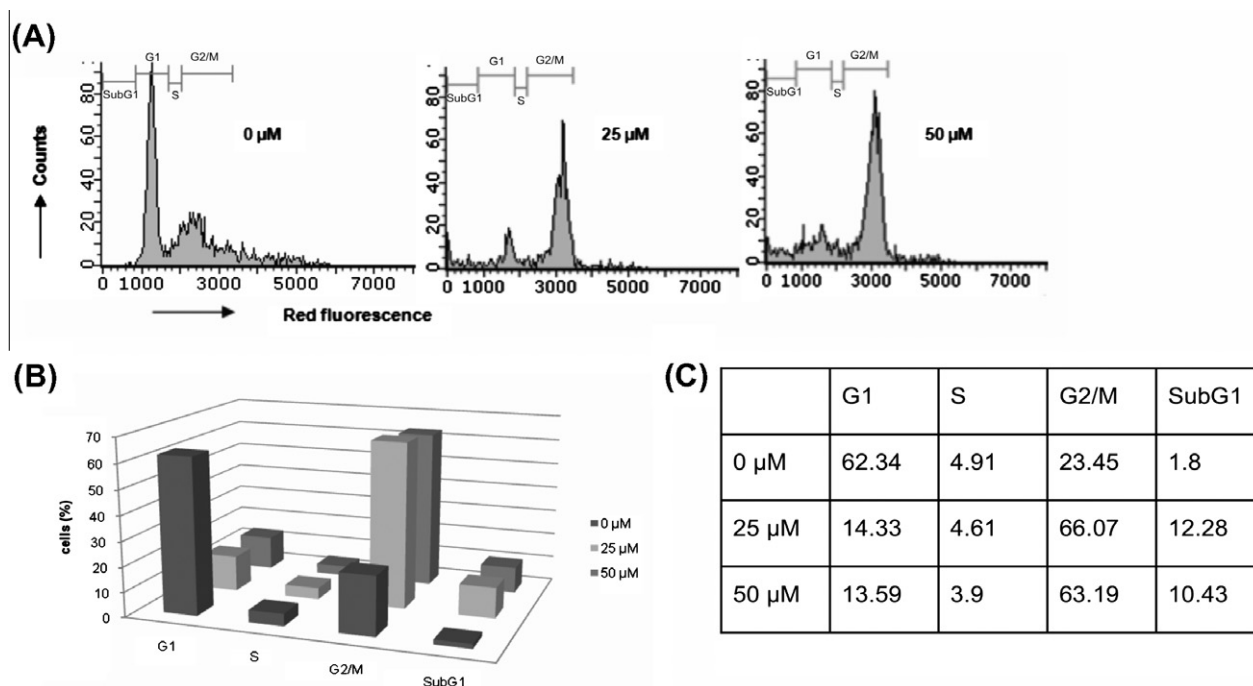 (A)
G1
G2/M
SubG1
S
0 µM
Counts
0 20 40 60 80
0 1000 3000 5000 7000
G1
G2/M
SubG1
S
25 µM
0 20 40 60 80
0 1000 3000 5000 7000
G1
G2/M
SubG1
S
50 µM
0 20 40 60 80
0 1000 3000 5000 7000
Red fluorescence
(B)
cells (%)
70
60
50
40
30
20
10
0
G1
S
G2/M
SubG1
0 µM
25 µM
50 µM
(C)
G1 S G2/M SubG1
0 µM 62.34 4.91 23.45 1.8
25 µM 14.33 4.61 66.07 12.28
50 µM 13.59 3.9 63.19 10.43